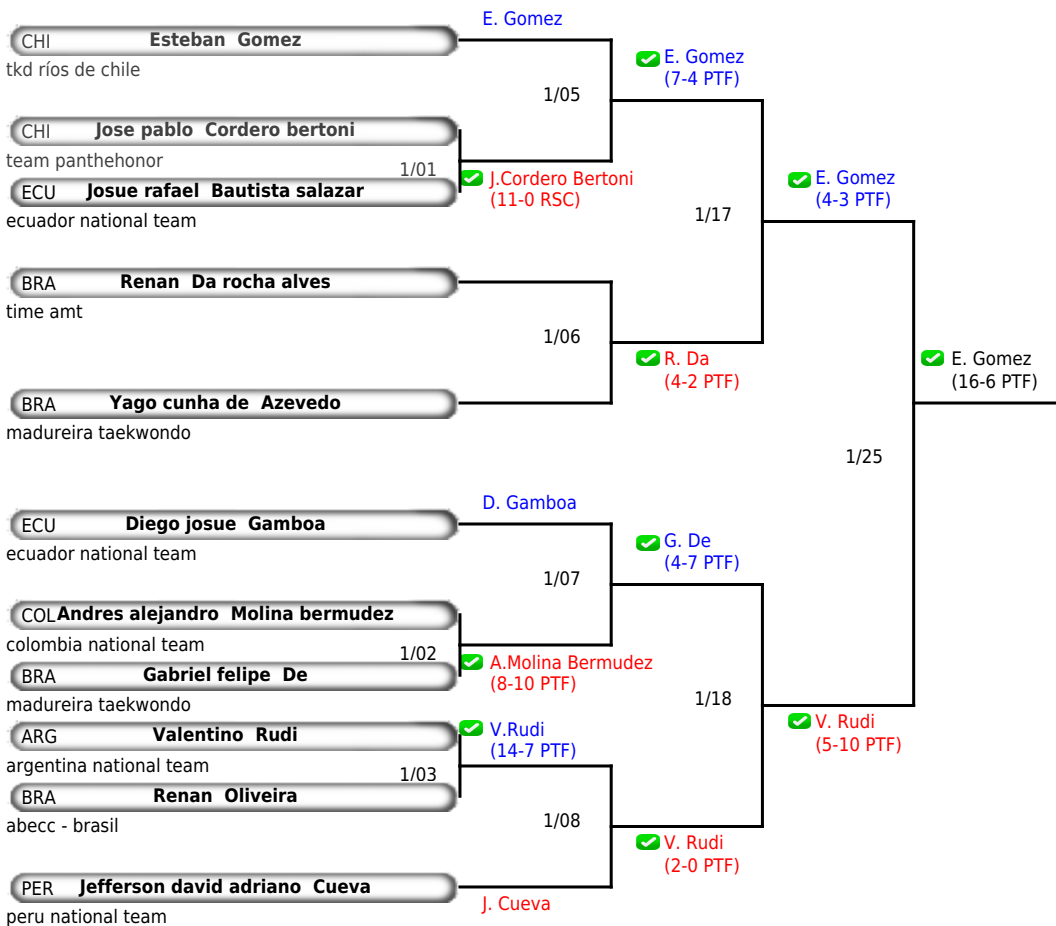 E. Gomez
CHI Esteban Gomez
tkd ríos de chile
E. Gomez
(7-4 PTF)
1/05
CHI Jose pablo Cordero bertoni
team panthehonor
1/01
J.Cordero Bertoni
(11-0 RSC)
ECU Josue rafael Bautista salazar
ecuador national team
E. Gomez
(4-3 PTF)
1/17
BRA Renan Da rocha alves
time amt
1/06
R. Da
(4-2 PTF)
E. Gomez
(16-6 PTF)
BRA Yago cunha de Azevedo
madureira taekwondo
1/25
D. Gamboa
ECU Diego josue Gamboa
ecuador national team
G. De
(4-7 PTF)
1/07
COL Andres alejandro Molina bermudez
colombia national team
1/02
A.Molina Bermudez
(8-10 PTF)
BRA Gabriel felipe De
madureira taekwondo
1/18
V. Rudi
(5-10 PTF)
ARG Valentino Rudi
argentina national team
V.Rudi
(14-7 PTF)
1/03
BRA Renan Oliveira
abecc - brasil
1/08
V. Rudi
(2-0 PTF)
PER Jefferson david adriano Cueva
peru national team
J. Cueva